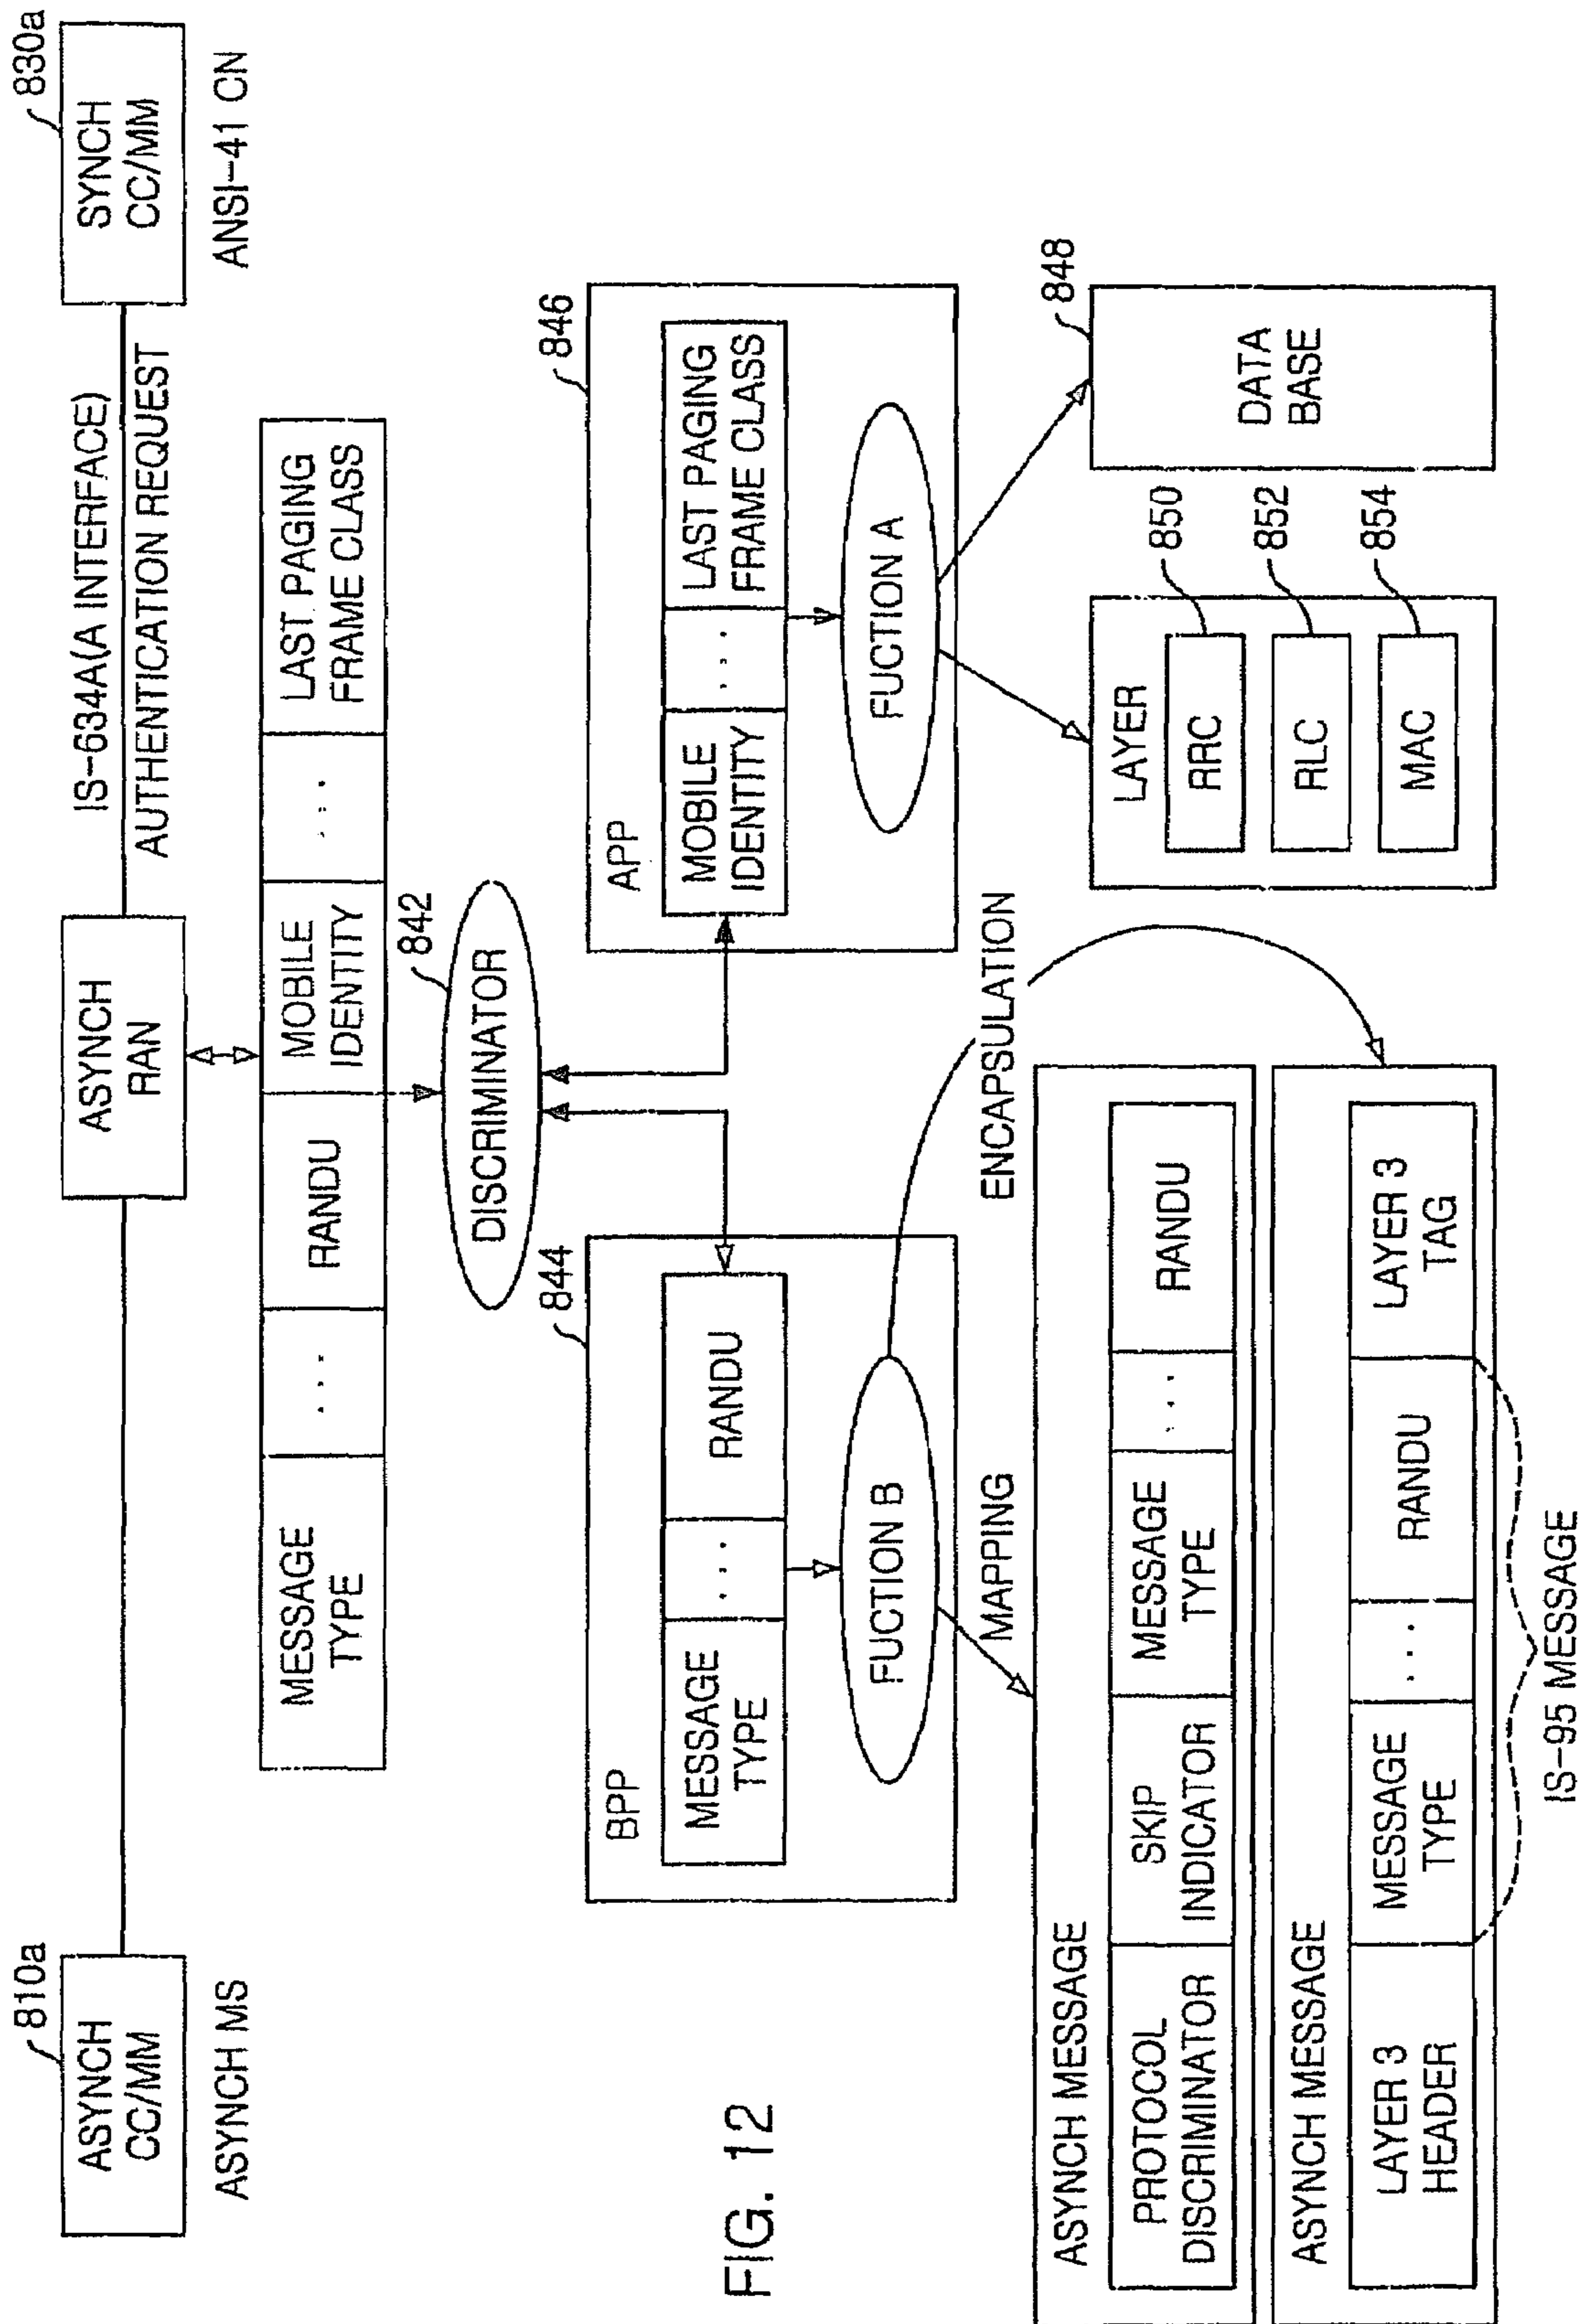 FIG. 12
810a
ASYNCH
CC/MM
ASYNCH MS
ASYNCH
RAN
IS-634A(A INTERFACE)
AUTHENTICATION REQUEST
830a
SYNCH
CC/MM
ANSI-41 CN
MESSAGE
TYPE
...
RANDU
MOBILE
IDENTITY
...
LAST PAGING
FRAME CLASS
842
DISCRIMINATOR
844
BPP
MESSAGE
TYPE
...
RANDU
FUCTION B
846
APP
MOBILE
IDENTITY
...
LAST PAGING
FRAME CLASS
FUCTION A
MAPPING
ENCAPSULATION
ASYNCH MESSAGE
PROTOCOL
DISCRIMINATOR
SKIP
INDICATOR
MESSAGE
TYPE
...
RANDU
ASYNCH MESSAGE
LAYER 3
HEADER
MESSAGE
TYPE
...
RANDU
LAYER 3
TAG
IS-95 MESSAGE
LAYER
RRC
850
RLC
852
MAC
854
848
DATA
BASE